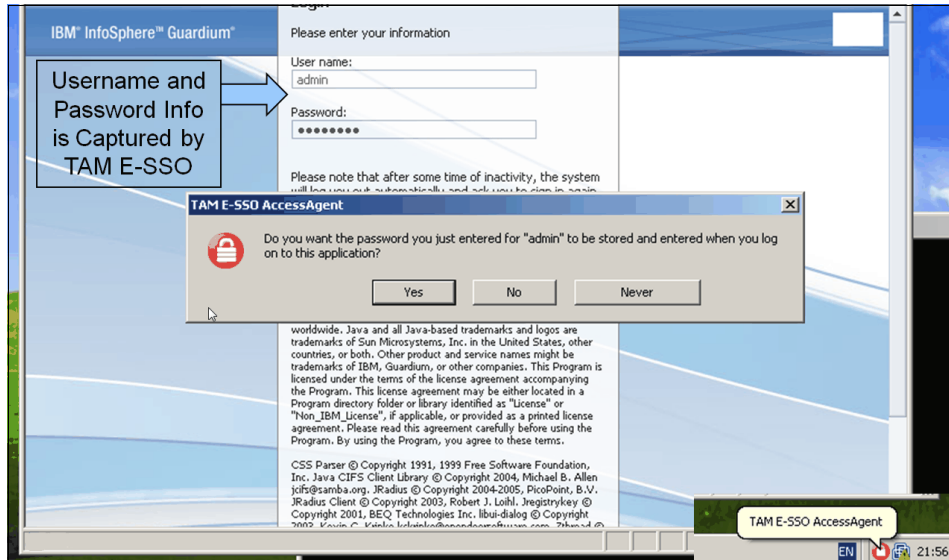 Login
IBM® InfoSphere™ Guardium®
Please enter your information
User name:
admin
Password:
Username and
Password Info
is Captured by
TAM E-SSO
Please note that after some time of inactivity, the system
will log you out automatically and ask you to sign in again
TAM E-SSO AccessAgent
Do you want the password you just entered for "admin" to be stored and entered when you log
on to this application?
Yes
No
Never
worldwide. Java and all Java-based trademarks and logos are
trademarks of Sun Microsystems, Inc. in the United States, other
countries, or both. Other product and service names might be
trademarks of IBM, Guardium, or other companies. This Program is
licensed under the terms of the license agreement accompanying
the Program. This license agreement may be either located in a
Program directory folder or library identified as "License" or
"Non_IBM_License", if applicable, or provided as a printed license
agreement. Please read this agreement carefully before using the
Program. By using the Program, you agree to these terms.
CSS Parser © Copyright 1991, 1999 Free Software Foundation,
Inc. Java CIFS Client Library © Copyright 2004, Michael B. Allen
jcifs@samba.org. JRadius © Copyright 2004-2005, PicoPoint, B.V.
JRadius Client © Copyright 2003, Robert J. Loihl. Jregistrykey ©
Copyright 2001, BEQ Technologies Inc. libui-dialog © Copyright
2003, Kevin C. Krinke
TAM E-SSO AccessAgent
EN
21:56